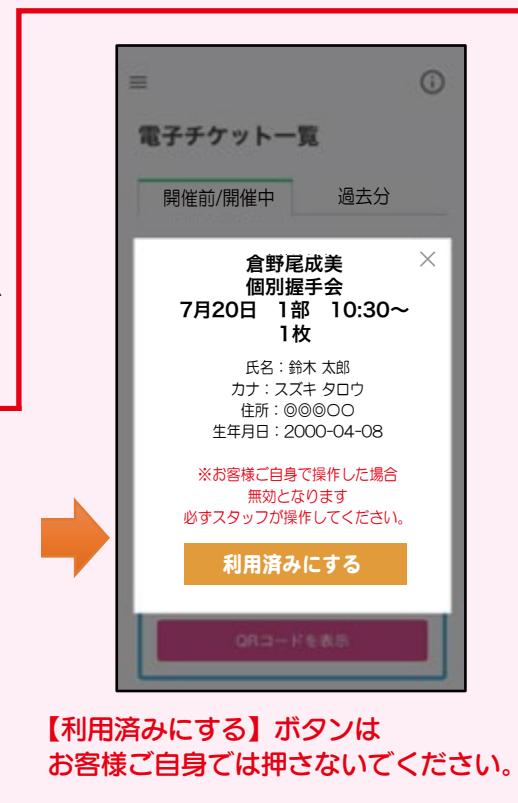 電子チケット一覧
開催前/開催中 過去分
倉野尾成美
個別握手会
7月20日 1部 10:30〜
1枚
氏名：鈴木 太郎
カナ：スズキ タロウ
住所：◎◎◎〇〇
生年月日：2000-04-08
※お客様ご自身で操作した場合
無効となります
必ずスタッフが操作してください。
利用済みにする
QRコードを表示
【利用済みにする】ボタンは
お客様ご自身では押さないでください。